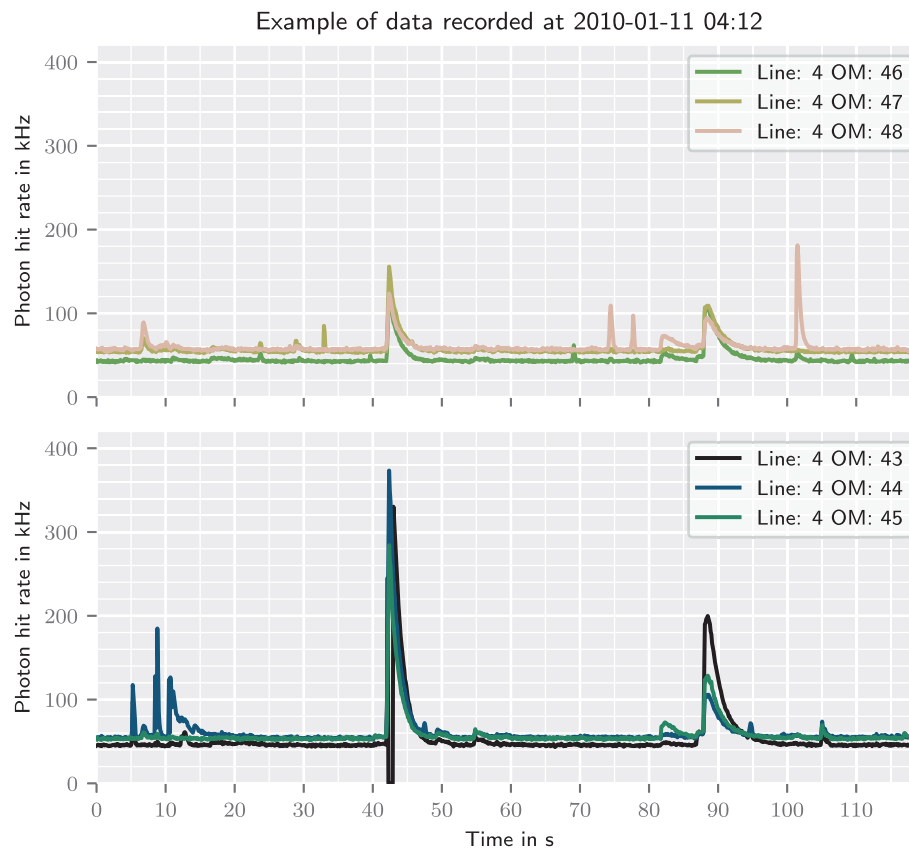 Example of data recorded at 2010-01-11 04:12
Photon hit rate in kHz
400
300
200
100
0
Line: 4 OM: 46
Line: 4 OM: 47
Line: 4 OM: 48
Photon hit rate in kHz
400
300
200
100
0
Line: 4 OM: 43
Line: 4 OM: 44
Line: 4 OM: 45
0 10 20 30 40 50 60 70 80 90 100 110
Time in s